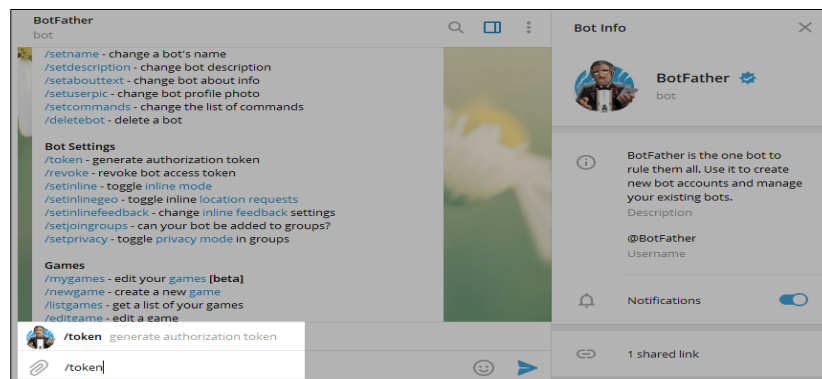 BotFather
bot
/setname - change a bot's name
/setdescription - change bot description
/setabouttext - change bot about info
/setuserpic - change bot profile photo
/setcommands - change the list of commands
/deletebot - delete a bot
Bot Settings
/token - generate authorization token
/revoke - revoke bot access token
/setinline - toggle inline mode
/setinlinegeo - toggle inline location requests
/setinlinefeedback - change inline feedback settings
/setjoingroups - can your bot be added to groups?
/setprivacy - toggle privacy mode in groups
Games
/mygames - edit your games [beta]
/newgame - create a new game
/listgames - get a list of your games
/editgame - edit a game
/token generate authorization token
/token
Bot Info
BotFather
bot
BotFather is the one bot to
rule them all. Use it to create
new bot accounts and manage
your existing bots.
Description
@BotFather
Username
Notifications
1 shared link